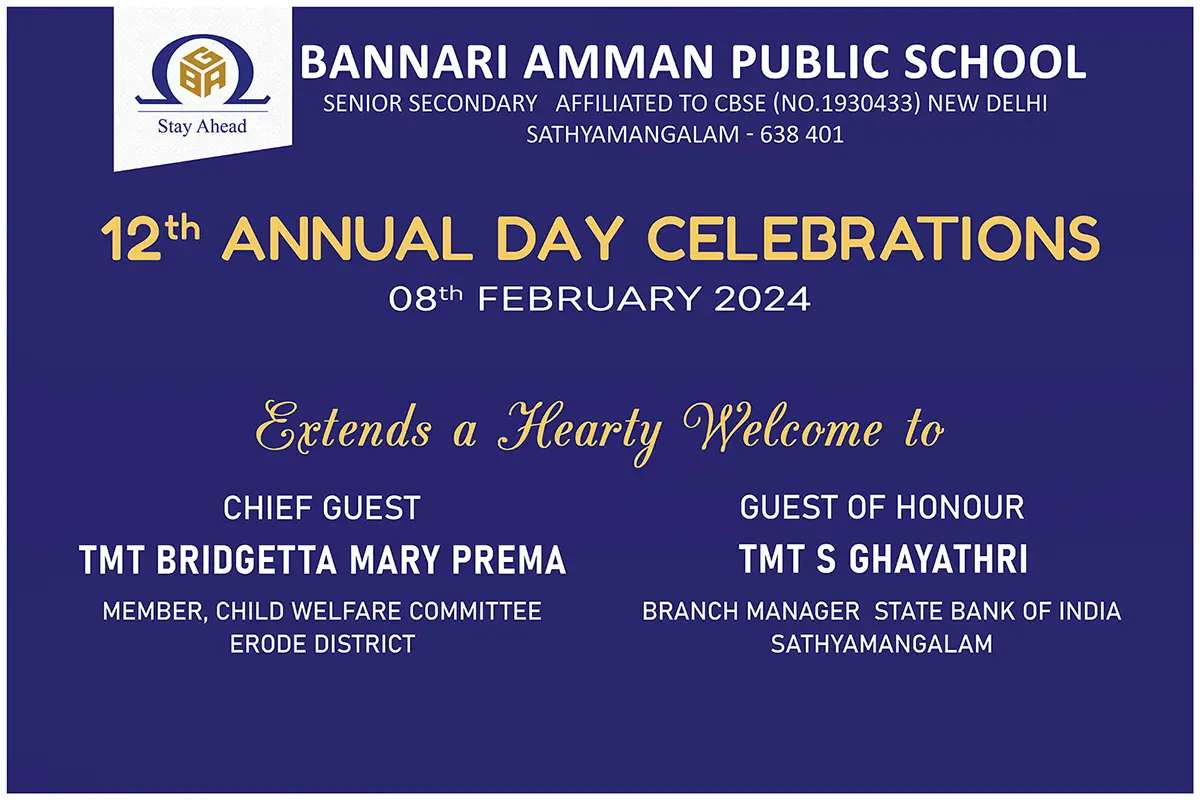 GBA
Stay Ahead
BANNARI AMMAN PUBLIC SCHOOL
SENIOR SECONDARY AFFILIATED TO CBSE (NO.1930433) NEW DELHI
SATHYAMANGALAM - 638 401
12th ANNUAL DAY CELEBRATIONS
08th FEBRUARY 2024
Extends a Hearty Welcome to
CHIEF GUEST
TMT BRIDGETTA MARY PREMA
MEMBER, CHILD WELFARE COMMITTEE
ERODE DISTRICT
GUEST OF HONOUR
TMT S GHAYATHRI
BRANCH MANAGER STATE BANK OF INDIA
SATHYAMANGALAM